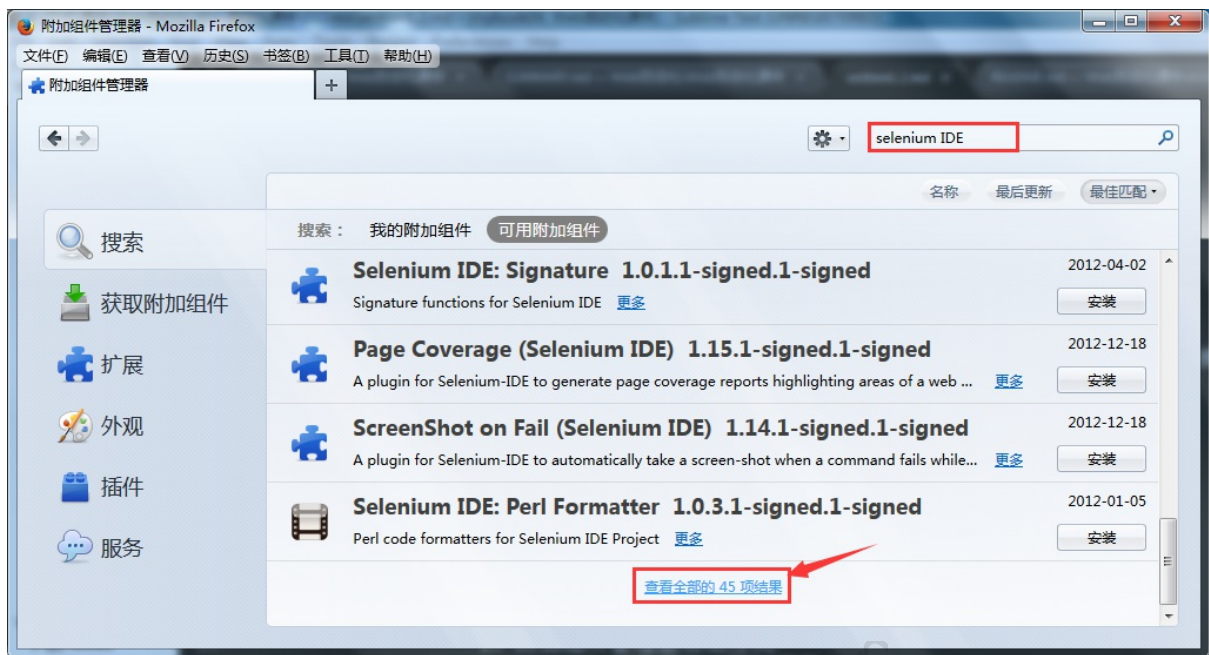 附加组件管理器 - Mozilla Firefox
文件(F) 编辑(E) 查看(V) 历史(S) 书签(B) 工具(T) 帮助(H)
附加组件管理器
selenium IDE
名称 最后更新 最佳匹配
搜索
获取附加组件
扩展
外观
插件
服务
搜索： 我的附加组件 可用附加组件
Selenium IDE: Signature 1.0.1.1-signed.1-signed 2012-04-02
Signature functions for Selenium IDE 更多 安装
Page Coverage (Selenium IDE) 1.15.1-signed.1-signed 2012-12-18
A plugin for Selenium-IDE to generate page coverage reports highlighting areas of a web ... 更多 安装
ScreenShot on Fail (Selenium IDE) 1.14.1-signed.1-signed 2012-12-18
A plugin for Selenium-IDE to automatically take a screen-shot when a command fails while... 更多 安装
Selenium IDE: Perl Formatter 1.0.3.1-signed.1-signed 2012-01-05
Perl code formatters for Selenium IDE Project 更多 安装
查看全部的 45 项结果